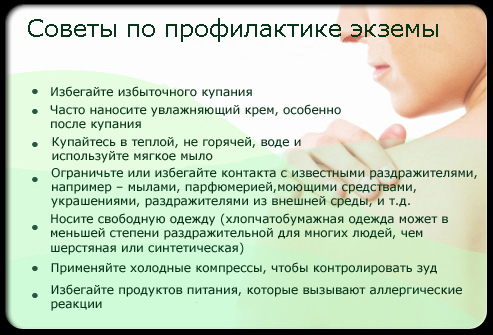 Советы по профилактике экземы
• Избегайте избыточного купания
• Часто наносите увлажняющий крем, особенно
после купания
• Купайтесь в теплой, не горячей, воде и
используйте мягкое мыло
• Ограничьте или избегайте контакта с известными раздражителями,
например – мылами, парфюмерией,моющими средствами,
украшениями, раздражителями из внешней среды, и т.д.
• Носите свободную одежду (хлопчатобумажная одежда может в
меньшей степени раздражительной для многих людей, чем
шерстяная или синтетическая)
• Применяйте холодные компрессы, чтобы контролировать зуд
• Избегайте продуктов питания, которые вызывают аллергические
реакции